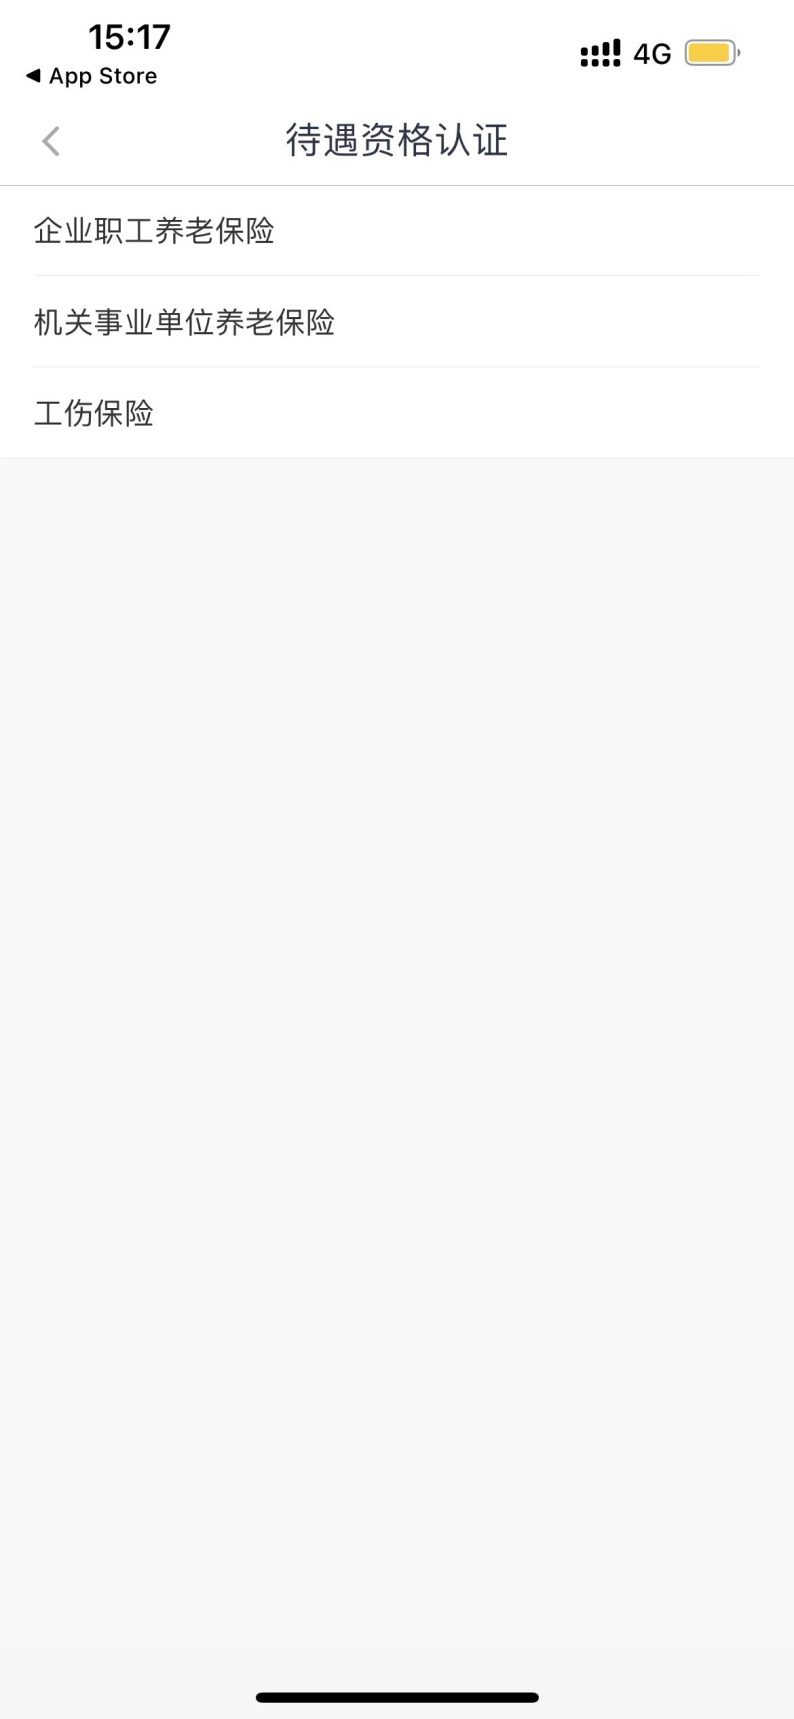 15:17
4G
◀ App Store
待遇资格认证
企业职工养老保险
机关事业单位养老保险
工伤保险